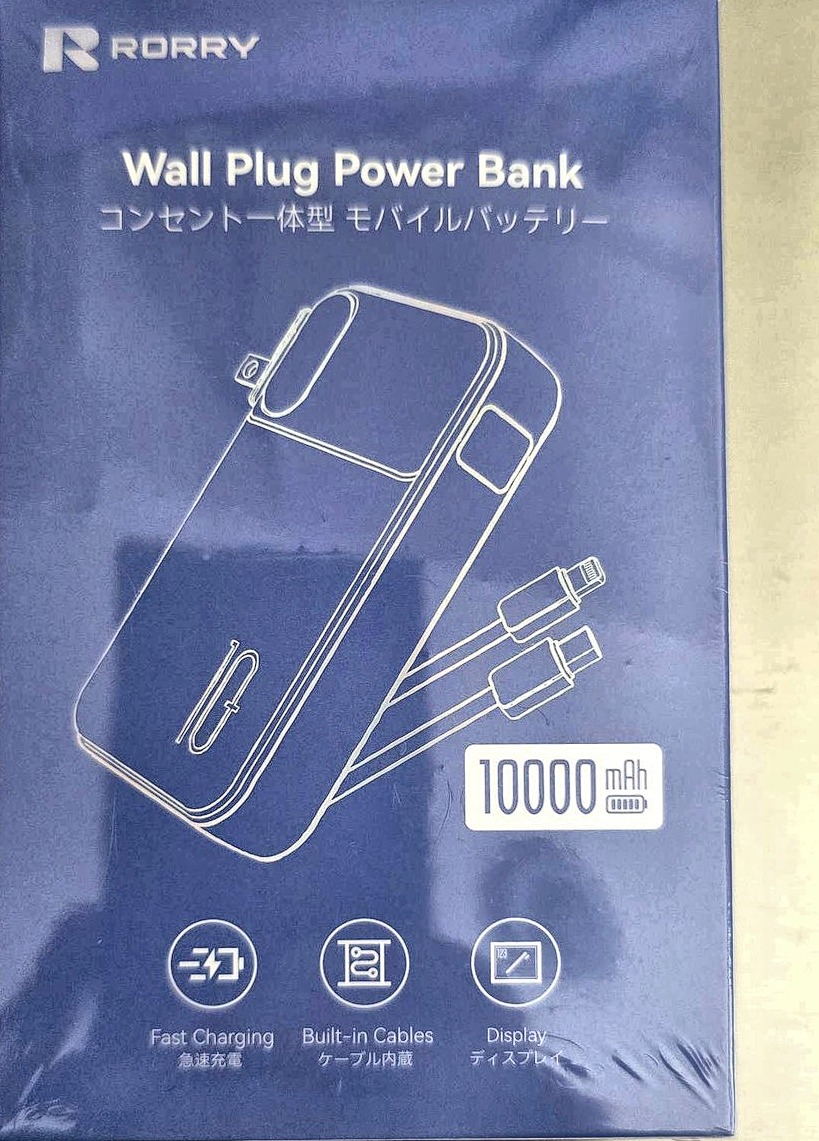 RORRY
Wall Plug Power Bank
コンセント一体型 モバイルバッテリー
10000 mAh
Fast Charging
急速充電
Built-in Cables
ケーブル内蔵
Display
ディスプレイ